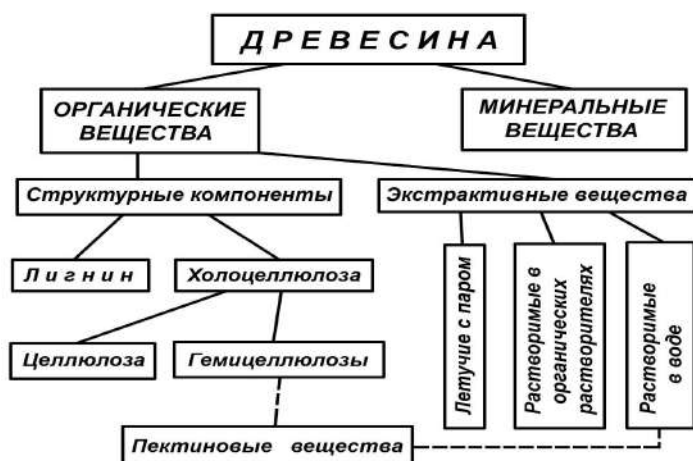 ДРЕВЕСИНА
ОРГАНИЧЕСКИЕ
ВЕЩЕСТВА
МИНЕРАЛЬНЫЕ
ВЕЩЕСТВА
Структурные компоненты
Экстрактивные вещества
Лигнин
Холоцеллюлоза
Целлюлоза
Гемицеллюлозы
Летучие с паром
Растворимые в
органических
растворителях
Растворимые
в воде
Пектиновые вещества